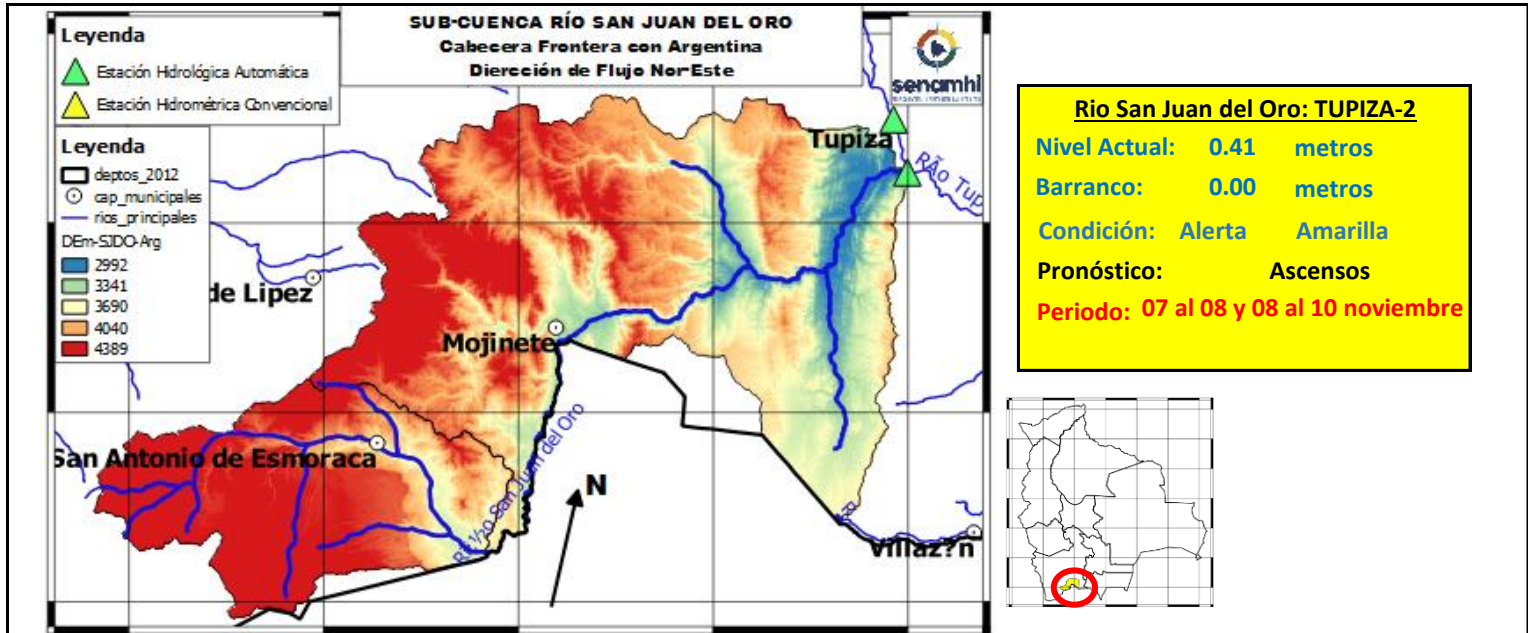 SUB-CUENCA RÍO SAN JUAN DEL ORO
Cabecera Frontera con Argentina
Dierección de Flujo Nor-Este
Leyenda
Estación Hidrológica Automática
Estación Hidrométrica Convencional
Leyenda
deptos_2012
cap_municipales
rios_principales
DEm-SJDO-Arg
2992
3341
3690
4040
4389
senamhi
Tupiza
RÃo Tup
de Lipez
Mojinete
San Antonio de Esmoraca
San Juan del Oro
N
Villaz?n
Rio San Juan del Oro: TUPIZA-2
Nivel Actual: 0.41 metros
Barranco: 0.00 metros
Condición: Alerta Amarilla
Pronóstico: Ascensos
Periodo: 07 al 08 y 08 al 10 noviembre